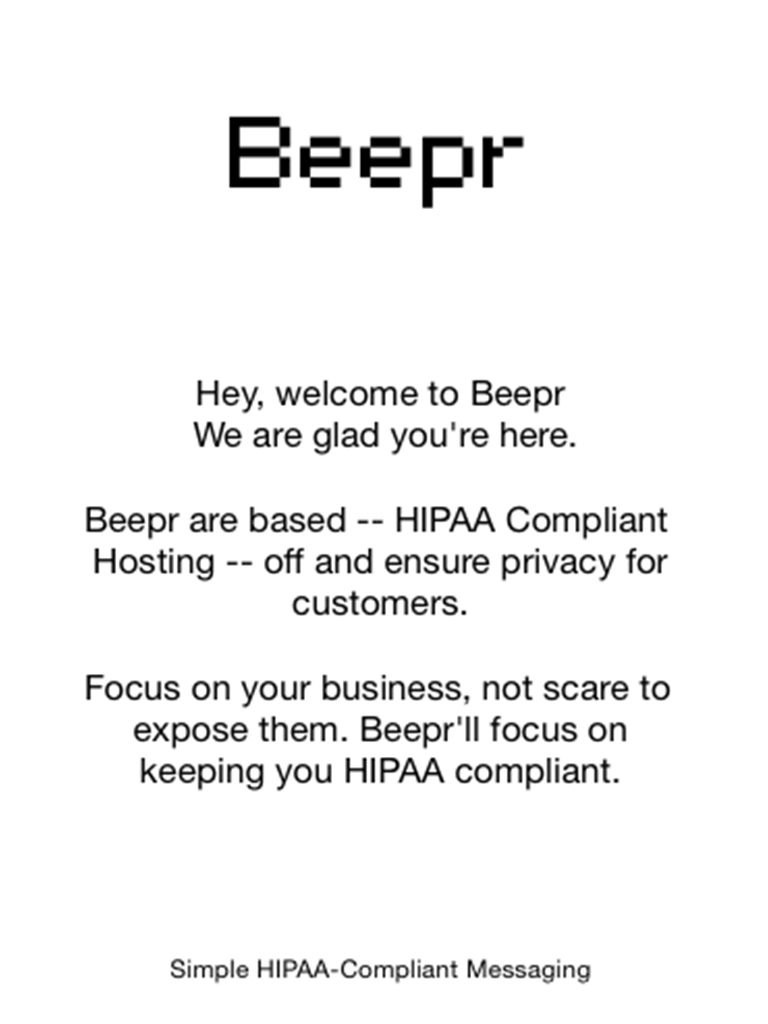 Beepr
Hey, welcome to Beepr
We are glad you're here.
Beepr are based -- HIPAA Compliant
Hosting -- off and ensure privacy for
customers.
Focus on your business, not scare to
expose them. Beepr'll focus on
keeping you HIPAA compliant.
Simple HIPAA-Compliant Messaging